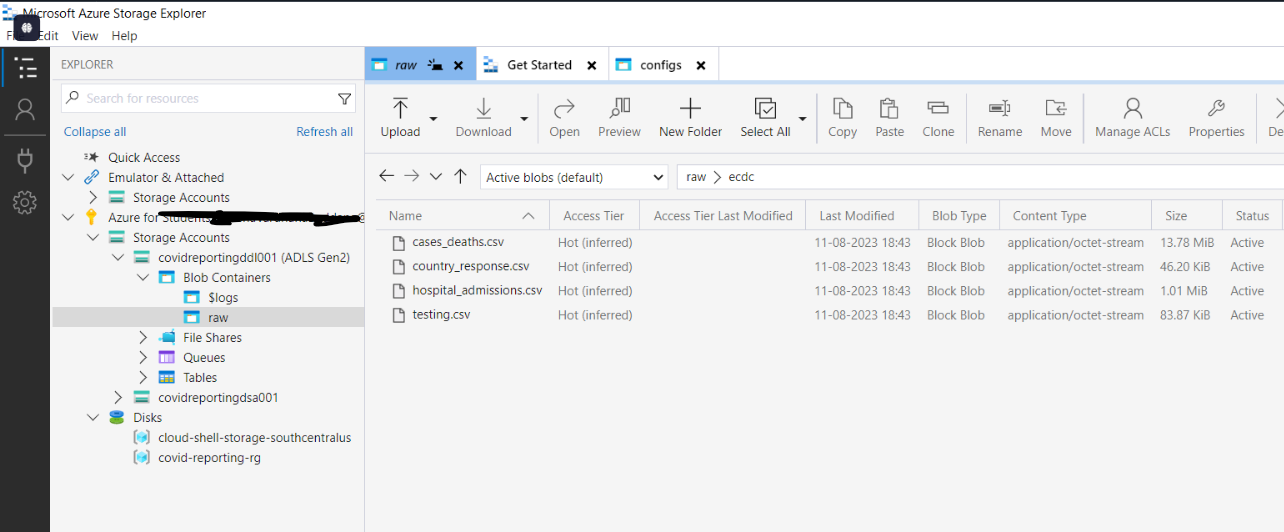 Microsoft Azure Storage Explorer
Edit View Help
EXPLORER
Search for resources
Collapse all Refresh all
Quick Access
Emulator & Attached
Storage Accounts
Azure for Students
Storage Accounts
covidreportingddl001 (ADLS Gen2)
Blob Containers
$logs
raw
File Shares
Queues
Tables
covidreportingdsa001
Disks
cloud-shell-storage-southcentralus
covid-reporting-rg
raw Get Started configs
Upload Download Open Preview New Folder Select All Copy Paste Clone Rename Move Manage ACLs Properties De
Active blobs (default) raw > ecdc
Name Access Tier Access Tier Last Modified Last Modified Blob Type Content Type Size Status
cases_deaths.csv Hot (inferred) 11-08-2023 18:43 Block Blob application/octet-stream 13.78 MiB Active
country_response.csv Hot (inferred) 11-08-2023 18:43 Block Blob application/octet-stream 46.20 KiB Active
hospital_admissions.csv Hot (inferred) 11-08-2023 18:43 Block Blob application/octet-stream 1.01 MiB Active
testing.csv Hot (inferred) 11-08-2023 18:43 Block Blob application/octet-stream 83.87 KiB Active